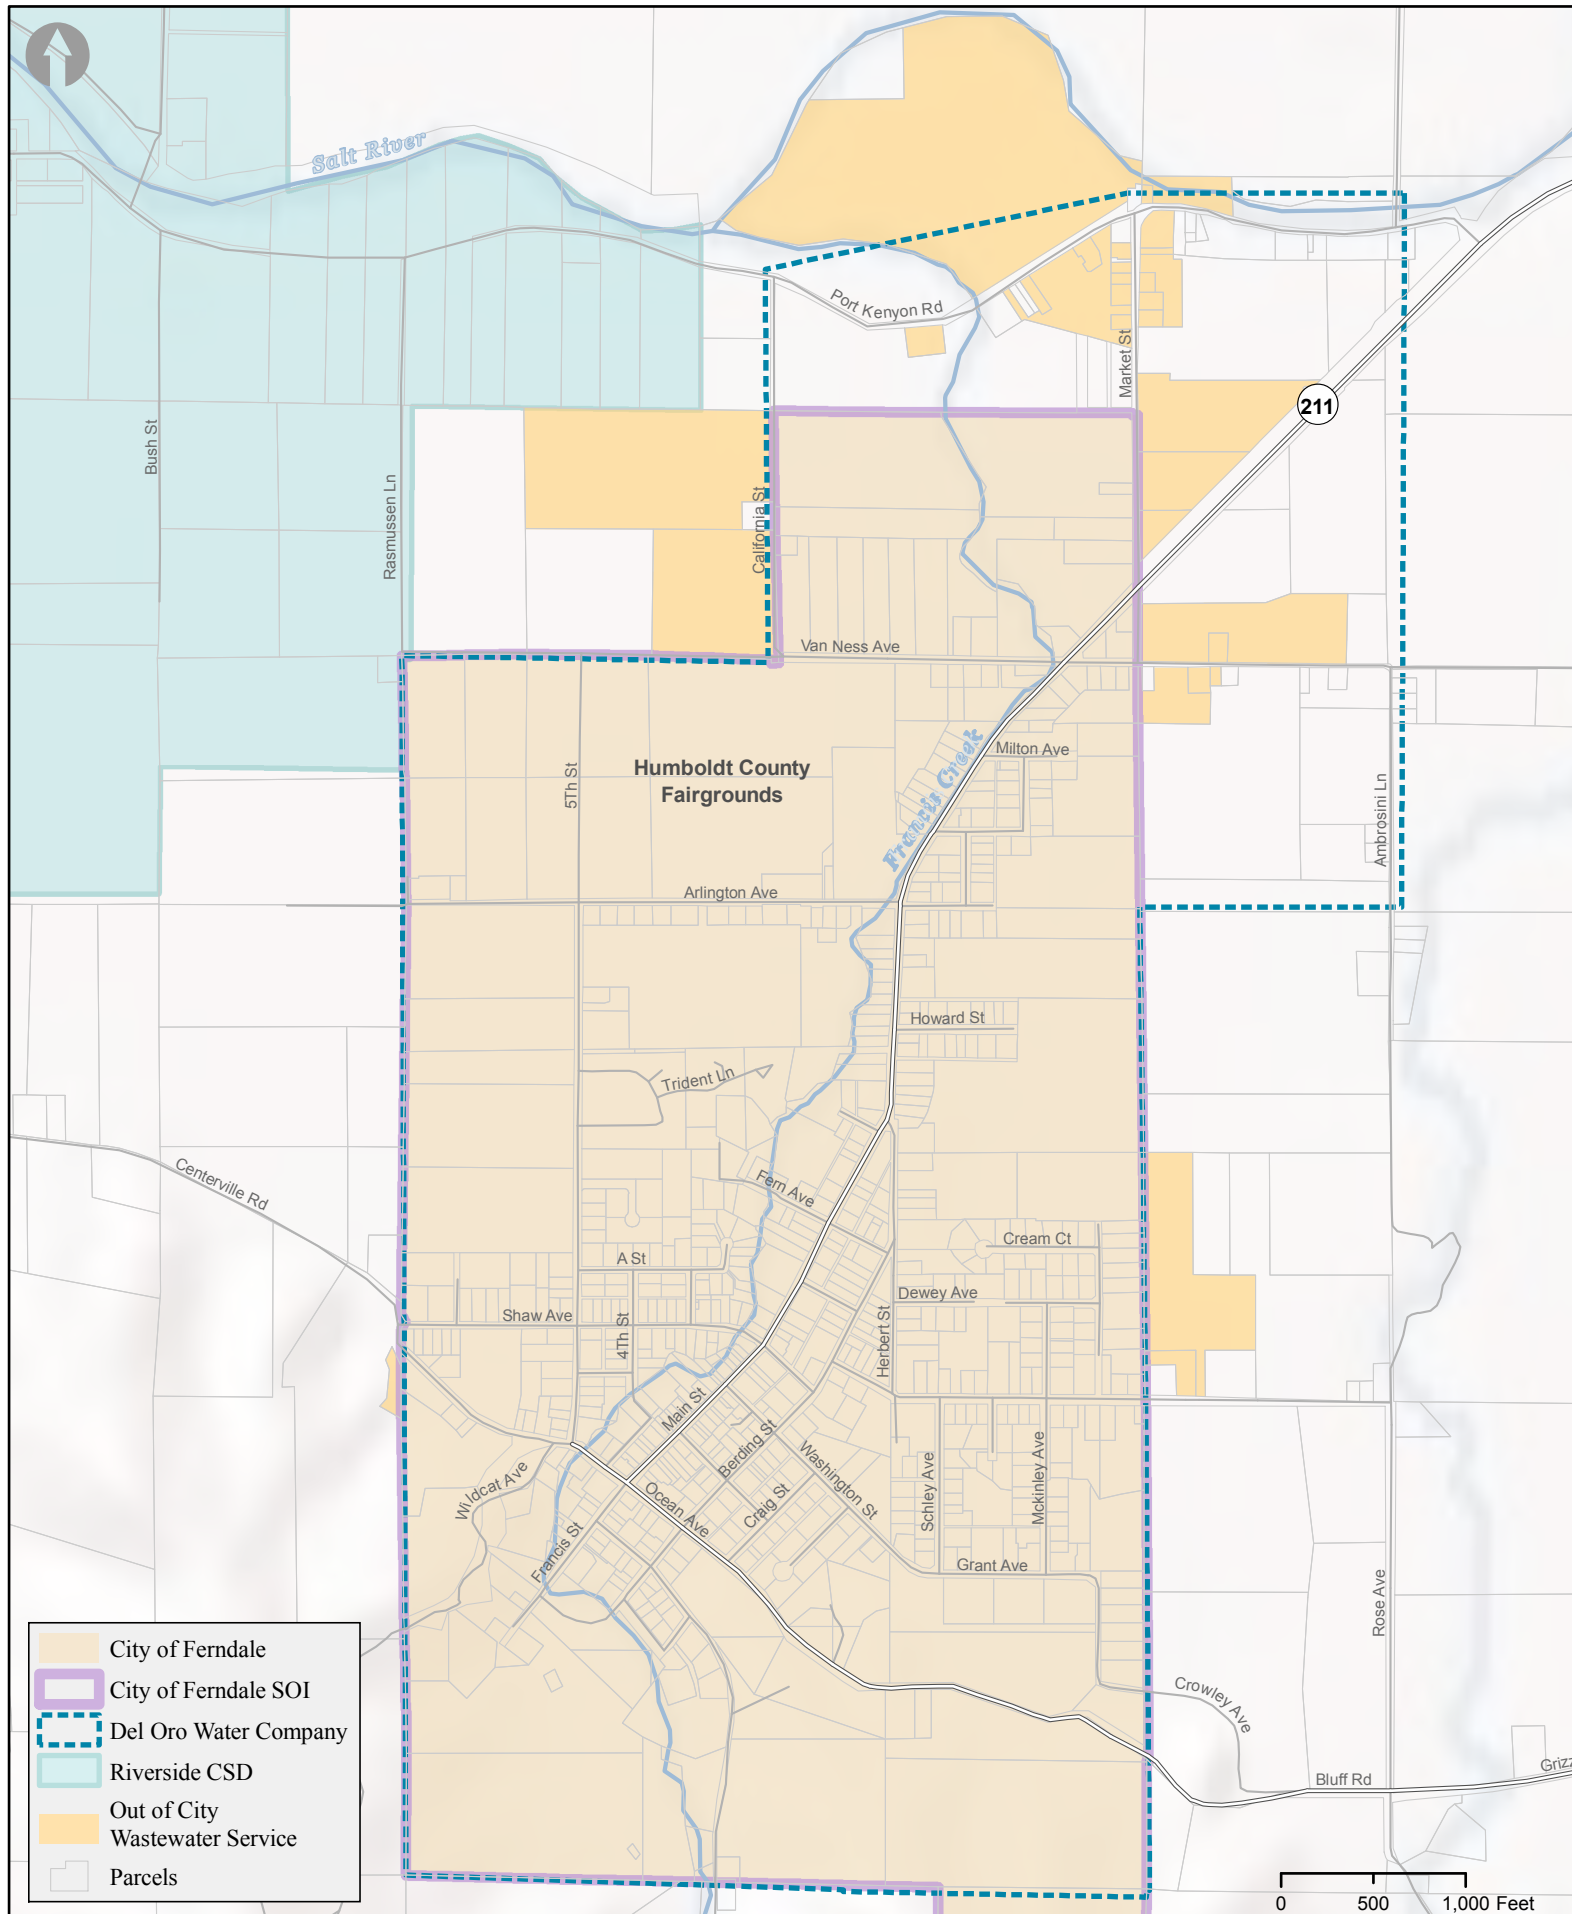 Salt River
Port Kenyon Rd
Market St
211
Bush St
Rasmussen Ln
California St
Van Ness Ave
Milton Ave
Humboldt County
Fairgrounds
5Th St
Francis Creek
Ambrosini Ln
Arlington Ave
Howard St
Trident Ln
Centerville Rd
Fern Ave
Cream Ct
A St
Dewey Ave
Shaw Ave
4Th St
Herbert St
Main St
Berding St
Washington St
Schley Ave
Mckinley Ave
Wildcat Ave
Ocean Ave
Craig St
Francis St
Grant Ave
Rose Ave
Crowley Ave
Bluff Rd
Grizz
City of Ferndale
City of Ferndale SOI
Del Oro Water Company
Riverside CSD
Out of City
Wastewater Service
Parcels
0 500 1,000 Feet